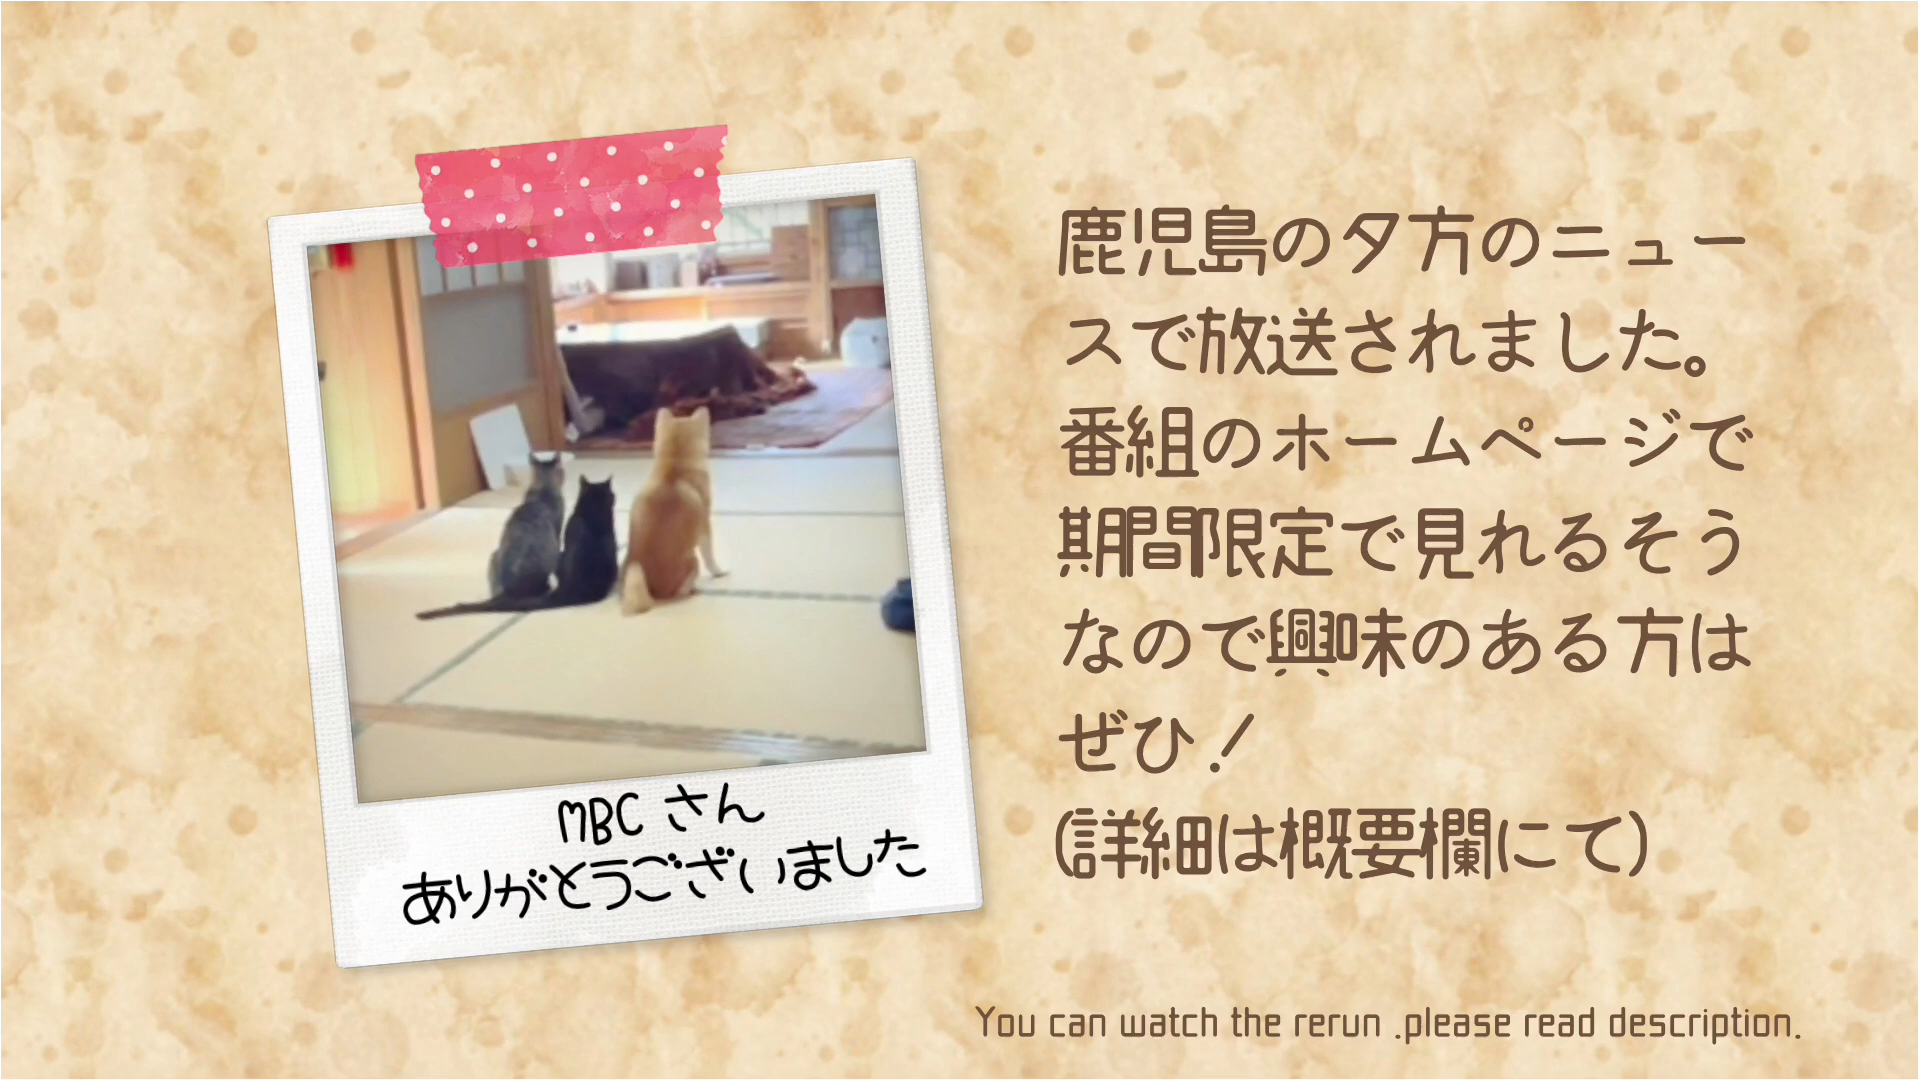 MBC さん
ありがとうございました
鹿児島の夕方のニュー
スで放送されました。
番組のホームページで
期間限定で見れるそう
なので興味のある方は
ぜひ！
(詳細は概要欄にて)
You can watch the rerun .please read description.